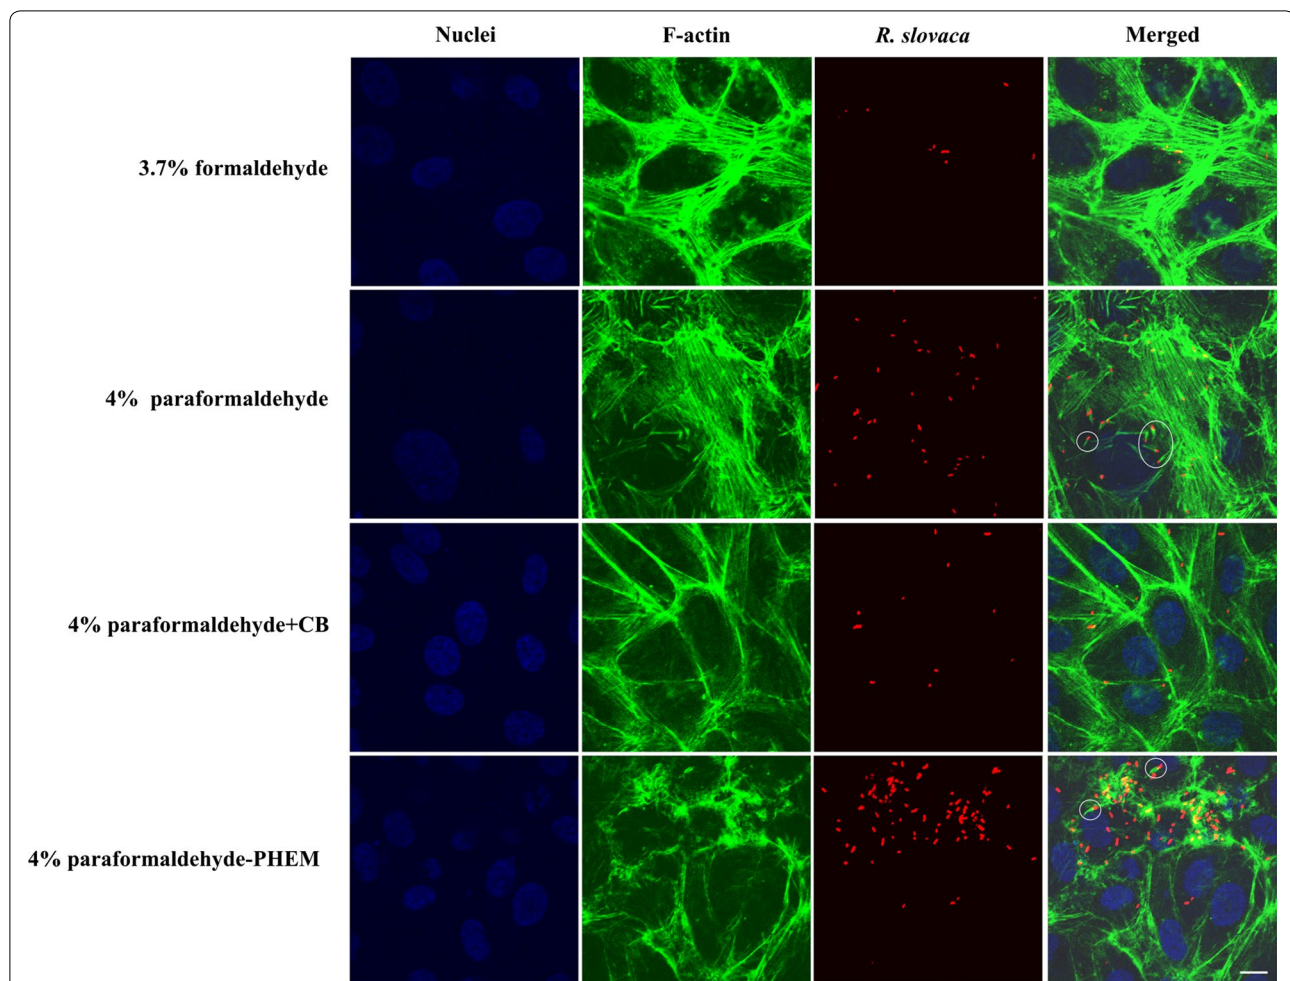 Nuclei F-actin R. slovaca Merged
3.7% formaldehyde
4% paraformaldehyde
4% paraformaldehyde+CB
4% paraformaldehyde-PHEM